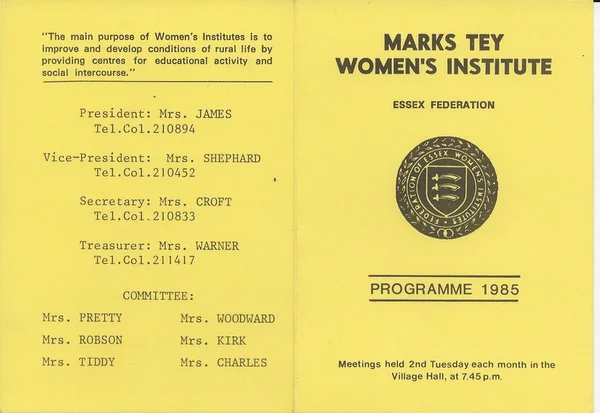 "The main purpose of Women's Institutes is to
improve and develop conditions of rural life by
providing centres for educational activity and
social intercourse."
President: Mrs. JAMES
Tel.Col.210894
Vice-President: Mrs. SHEPHARD
Tel.Col.210452
Secretary: Mrs. CROFT
Tel.Col.210833
Treasurer: Mrs. WARNER
Tel.Col.211417
COMMITTEE:
Mrs. PRETTY Mrs. WOODWARD
Mrs. ROBSON Mrs. KIRK
Mrs. TIDDY Mrs. CHARLES
MARKS TEY
WOMEN'S INSTITUTE
ESSEX FEDERATION
FEDERATION OF ESSEX WOMEN'S INSTITUTES
PROGRAMME 1985
Meetings held 2nd Tuesday each month in the
Village Hall, at 7.45 p.m.